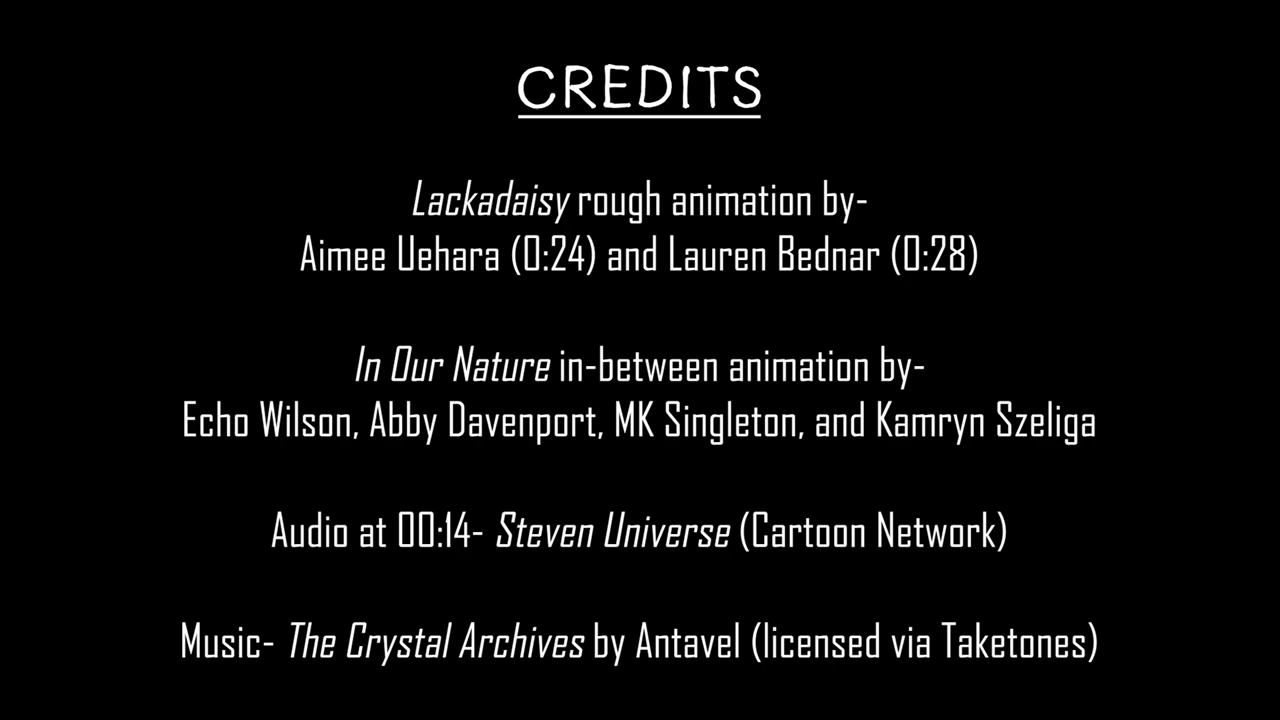 CREDITS
Lackadaisy rough animation by-
Aimee Uehara (0:24) and Lauren Bednar (0:28)
In Our Nature in-between animation by-
Echo Wilson, Abby Davenport, MK Singleton, and Kamryn Szeliga
Audio at 00:14- Steven Universe (Cartoon Network)
Music- The Crystal Archives by Antavel (licensed via Taketones)